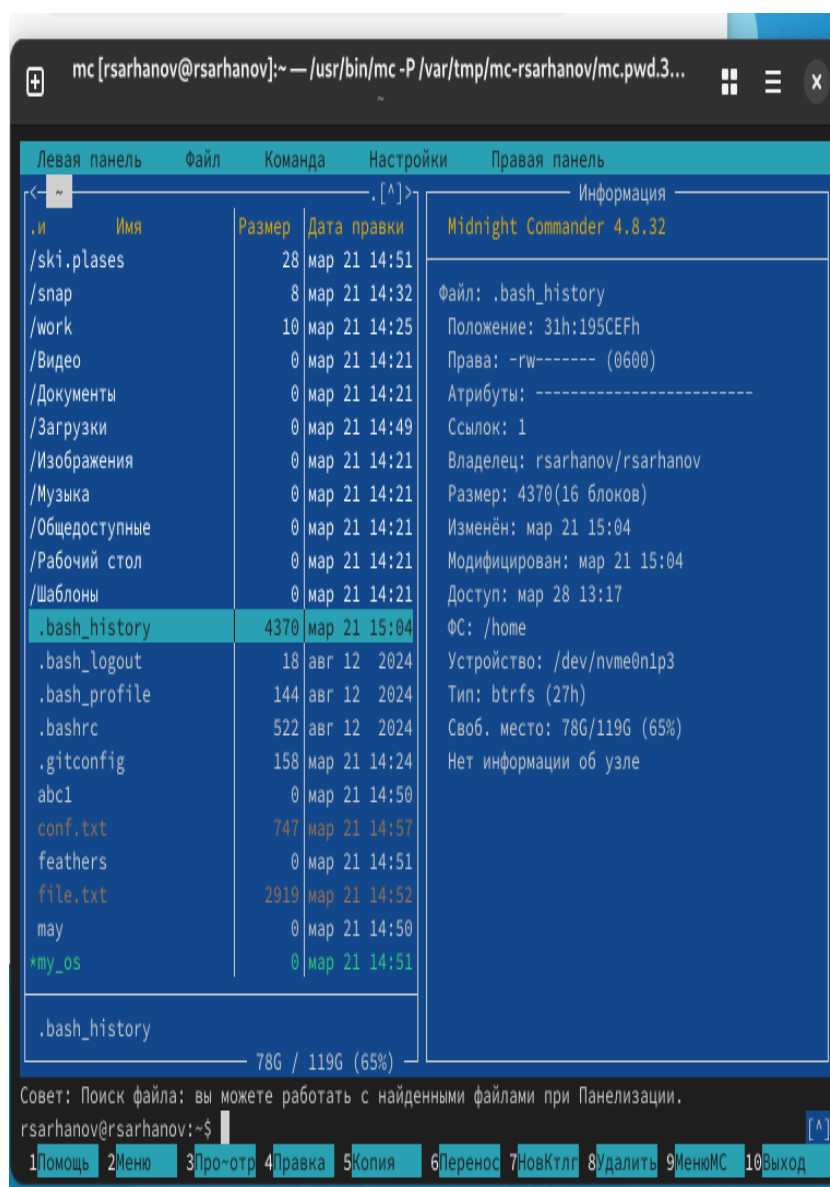 mc [rsarhanov@rsarhanov]:~ — /usr/bin/mc -P /var/tmp/mc-rsarhanov/mc.pwd.3...
~
Левая панель Файл Команда Настройки Правая панель
<- ~ .[^]>
.и Имя Размер Дата правки
/ski.plases 28 мар 21 14:51
/snap 8 мар 21 14:32
/work 10 мар 21 14:25
/Видео 0 мар 21 14:21
/Документы 0 мар 21 14:21
/Загрузки 0 мар 21 14:49
/Изображения 0 мар 21 14:21
/Музыка 0 мар 21 14:21
/Общедоступные 0 мар 21 14:21
/Рабочий стол 0 мар 21 14:21
/Шаблоны 0 мар 21 14:21
.bash_history 4370 мар 21 15:04
.bash_logout 18 авг 12 2024
.bash_profile 144 авг 12 2024
.bashrc 522 авг 12 2024
.gitconfig 158 мар 21 14:24
abc1 0 мар 21 14:50
conf.txt 747 мар 21 14:57
feathers 0 мар 21 14:51
file.txt 2919 мар 21 14:52
may 0 мар 21 14:50
*my_os 0 мар 21 14:51
.bash_history
78G / 119G (65%)
Информация
Midnight Commander 4.8.32
Файл: .bash_history
Положение: 31h:195CEFh
Права: -rw------- (0600)
Атрибуты: -------------------------
Ссылок: 1
Владелец: rsarhanov/rsarhanov
Размер: 4370(16 блоков)
Изменён: мар 21 15:04
Модифицирован: мар 21 15:04
Доступ: мар 28 13:17
ФС: /home
Устройство: /dev/nvme0n1p3
Тип: btrfs (27h)
Своб. место: 78G/119G (65%)
Нет информации об узле
Совет: Поиск файла: вы можете работать с найденными файлами при Панелизации.
rsarhanov@rsarhanov:~$ [^]
1Помощь 2Меню 3Про~отр 4Правка 5Копия 6Перенос 7НовКтлг 8Удалить 9МенюМС 10Выход